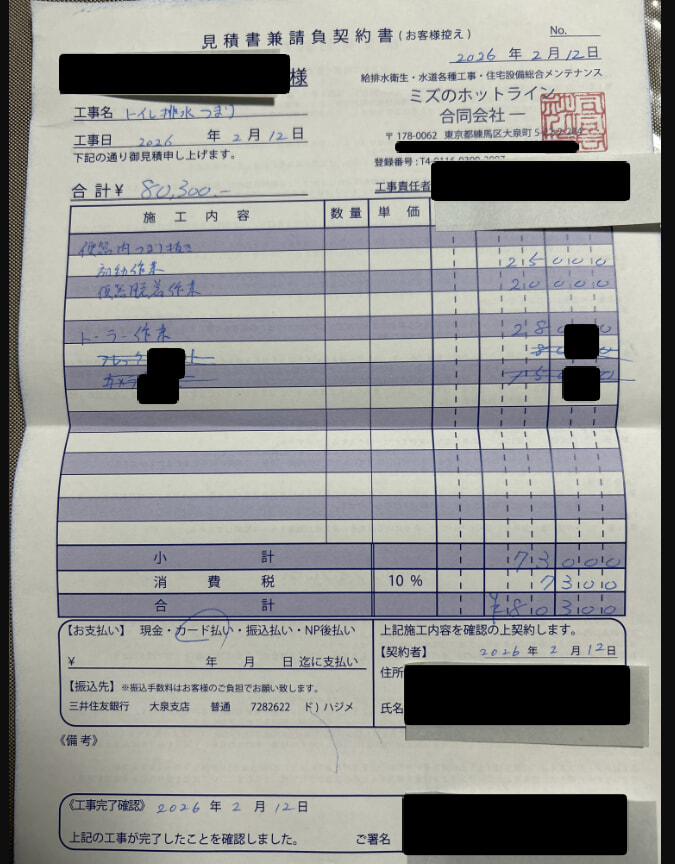 見積書兼請負契約書(お客様控え)
No.
2026 年 2 月 12 日
様
給排水衛生・水道各種工事・住宅設備総合メンテナンス
ミズのホットライン
合同会社一
工事名 トイレ排水つまり
〒178-0062 東京都練馬区大泉町
工事日 2026 年 2 月 12 日
下記の通り御見積申し上げます。
登録番号:
合計¥ 80,300.-
工事責任者
施工内容 数量 単価
便器内つまり抜き
初動作業 25000
便器脱着作業 20000
トーラー作業 28000
小計 73000
消費税 10% 7300
合計 ¥80300
【お支払い】 現金・カード払い・振込払い・NP後払い
¥ 年 月 日 迄に支払い
【振込先】 ※振込手数料はお客様のご負担でお願い致します。
三井住友銀行 大泉支店 普通 7282622 ド)ハジメ
上記施工内容を確認の上契約します。
【契約者】 2026 年 2 月 12 日
住所
氏名
《備考》
《工事完了確認》 2026 年 2 月 12 日
上記の工事が完了したことを確認しました。 ご署名